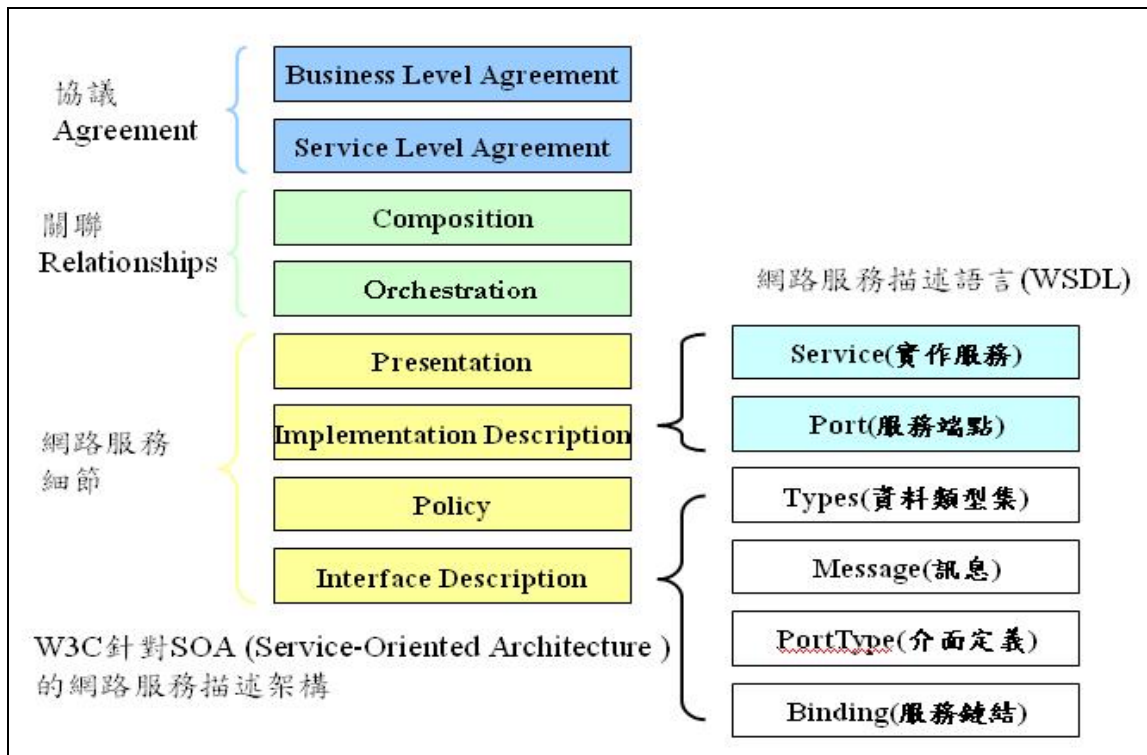 協議
Agreement
Business Level Agreement
Service Level Agreement
關聯
Relationships
Composition
Orchestration
網路服務
細節
Presentation
Implementation Description
Policy
Interface Description
網路服務描述語言(WSDL)
Service(實作服務)
Port(服務端點)
Types(資料類型集)
Message(訊息)
PortType(介面定義)
Binding(服務鏈結)
W3C針對SOA (Service-Oriented Architecture )
的網路服務描述架構